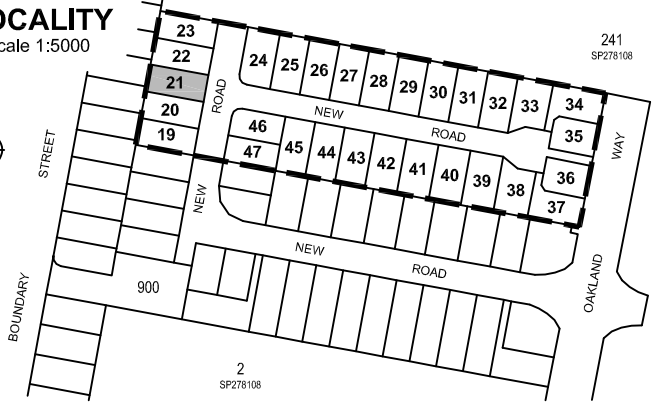 OCALITY
cale 1:5000
241
SP278108
23
22
21
20
19
ROAD
24
25
26
27
28
29
30
31
32
33
34
35
NEW
ROAD
WAY
46
47
45
44
43
42
41
40
39
38
36
37
STREET
NEW
NEW
ROAD
OAKLAND
BOUNDARY
900
2
SP278108